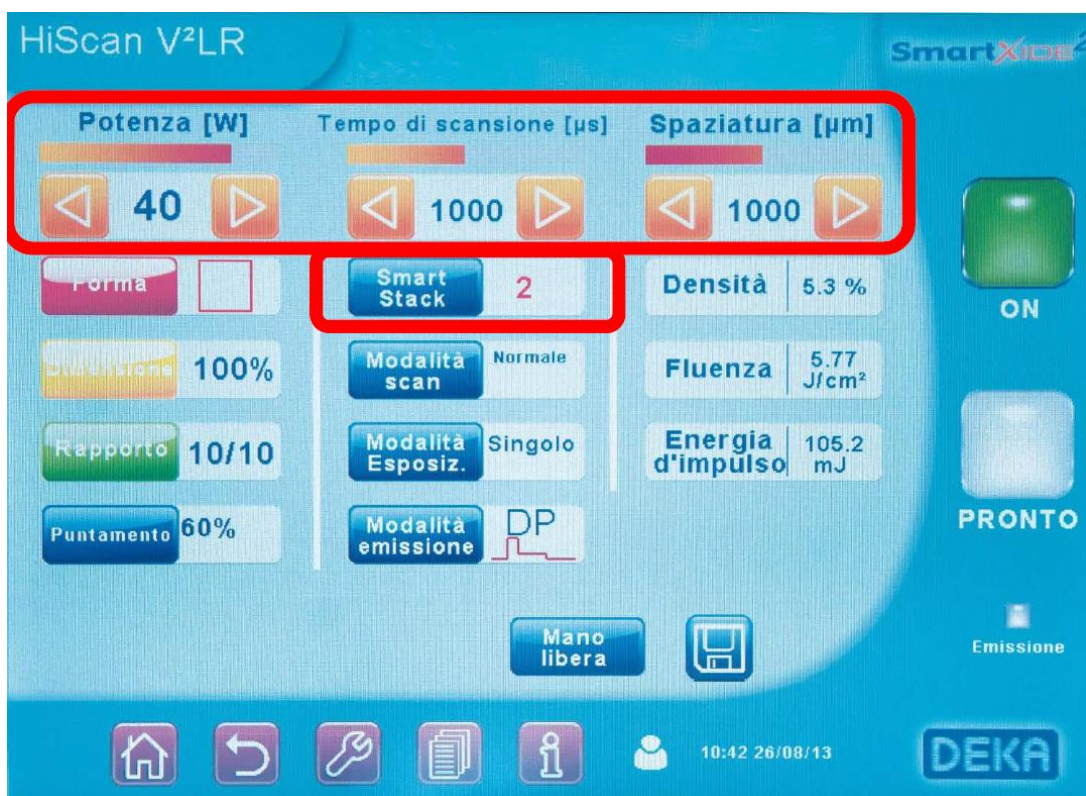 HiScan V²LR
SmartXide²
Potenza [W]
Tempo di scansione [µs]
Spaziatura [µm]
40
1000
1000
Forma
Smart
Stack
2
Densità
5.3 %
ON
Dimensione
100%
Modalità
scan
Normale
Fluenza
5.77
J/cm²
Rapporto
10/10
Modalità
Esposiz.
Singolo
Energia
d'impulso
105.2
mJ
Puntamento
60%
Modalità
emissione
DP
PRONTO
Mano
libera
Emissione
10:42 26/08/13
DEKA